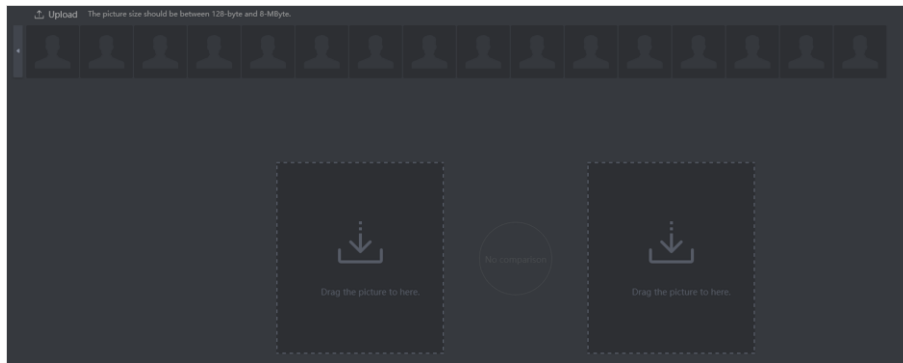 Upload The picture size should be between 128-byte and 8-MByte.
No comparison
Drag the picture to here.
Drag the picture to here.